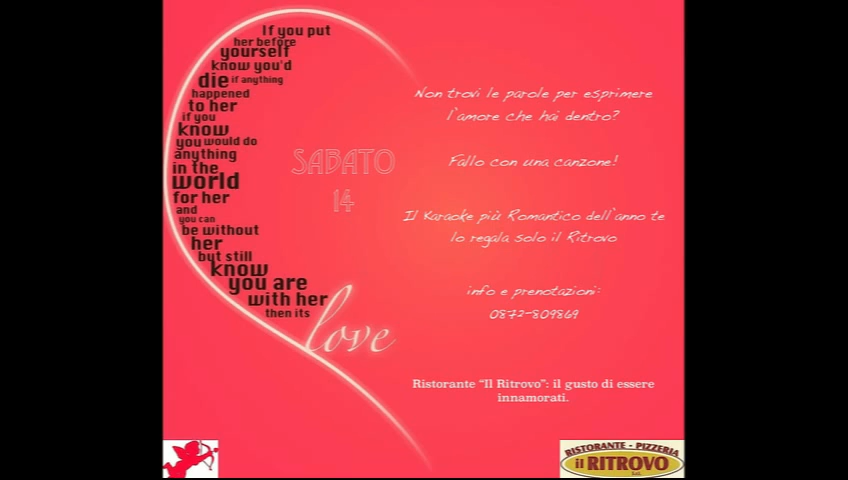 If you put
her before
yourself
know you'd
die if anything
happened
to her
if you
know
you would do
anything
in the
world
for her
and
you can
be without
her
but still
know
you are
with her
then its
love
SABATO
14
Non trovi le parole per esprimere
l'amore che hai dentro?
Fallo con una canzone!
Il Karaoke più Romantico dell'anno te
lo regala solo il Ritrovo
info e prenotazioni:
0872-809869
Ristorante "Il Ritrovo": il gusto di essere
innamorati.
RISTORANTE - PIZZERIA
il RITROVO